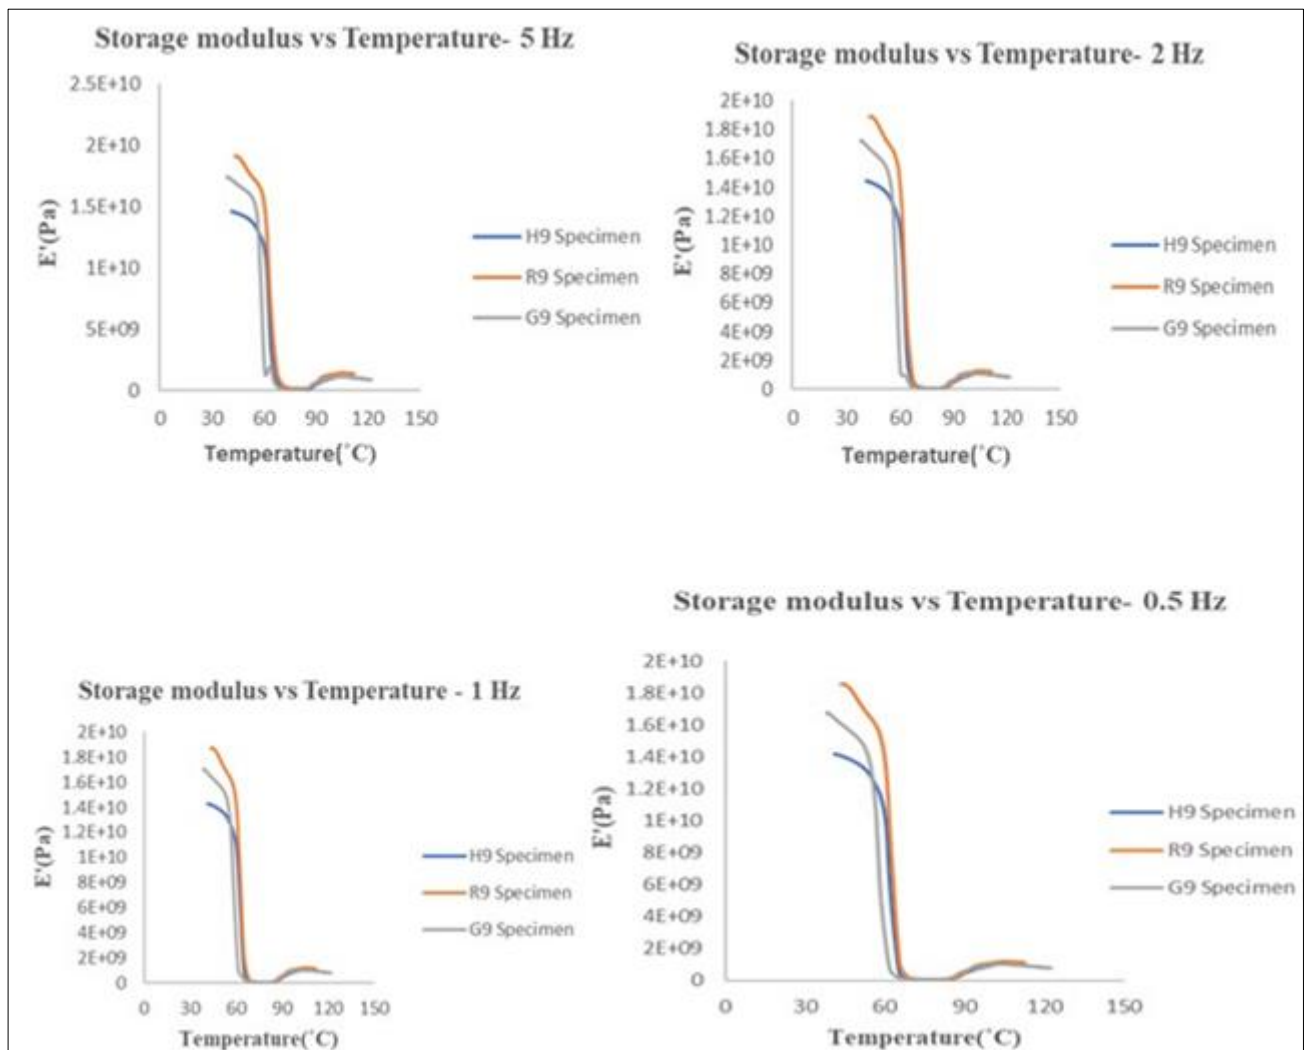 Storage modulus vs Temperature- 5 Hz
2.5E+10
2E+10
1.5E+10
1E+10
5E+09
0
E'(Pa)
0 30 60 90 120 150
Temperature(˚C)
H9 Specimen
R9 Specimen
G9 Specimen
Storage modulus vs Temperature- 2 Hz
2E+10
1.8E+10
1.6E+10
1.4E+10
1.2E+10
1E+10
8E+09
6E+09
4E+09
2E+09
0
E'(Pa)
0 30 60 90 120 150
Temperature(˚C)
H9 Specimen
R9 Specimen
G9 Specimen
Storage modulus vs Temperature - 1 Hz
2E+10
1.8E+10
1.6E+10
1.4E+10
1.2E+10
1E+10
8E+09
6E+09
4E+09
2E+09
0
E'(Pa)
0 30 60 90 120 150
Temperature(˚C)
H9 Specimen
R9 Specimen
G9 Specimen
Storage modulus vs Temperature- 0.5 Hz
2E+10
1.8E+10
1.6E+10
1.4E+10
1.2E+10
1E+10
8E+09
6E+09
4E+09
2E+09
0
E'(Pa)
0 30 60 90 120 150
Temperature(˚C)
H9 Specimen
R9 Specimen
G9 Specimen